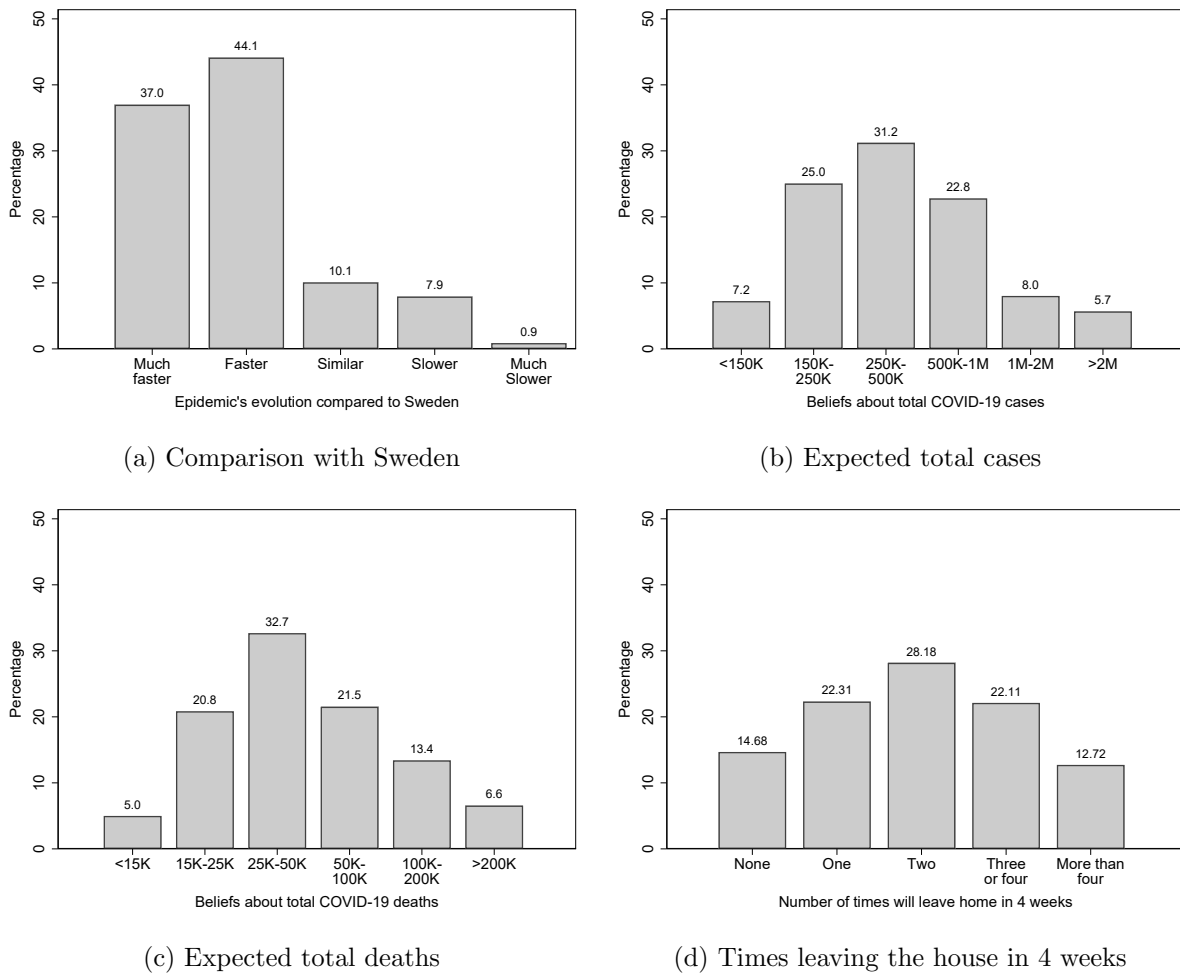 50
40
30
20
10
0
Percentage
37.0
44.1
10.1
7.9
0.9
Much
faster
Faster
Similar
Slower
Much
Slower
Epidemic's evolution compared to Sweden
(a) Comparison with Sweden
50
40
30
20
10
0
Percentage
7.2
25.0
31.2
22.8
8.0
5.7
<150K
150K-
250K
250K-
500K
500K-1M
1M-2M
>2M
Beliefs about total COVID-19 cases
(b) Expected total cases
50
40
30
20
10
0
Percentage
5.0
20.8
32.7
21.5
13.4
6.6
<15K
15K-25K
25K-50K
50K-
100K
100K-
200K
>200K
Beliefs about total COVID-19 deaths
(c) Expected total deaths
50
40
30
20
10
0
Percentage
14.68
22.31
28.18
22.11
12.72
None
One
Two
Three
or four
More than
four
Number of times will leave home in 4 weeks
(d) Times leaving the house in 4 weeks